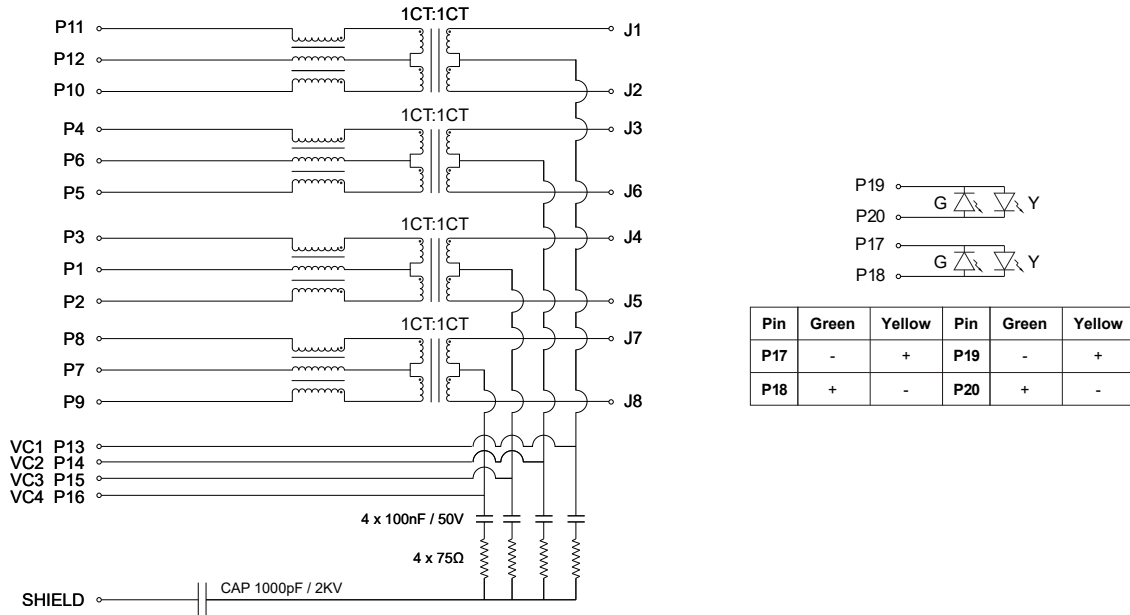 1CT:1CT
P11
J1
P12
P10
J2
1CT:1CT
P4
J3
P6
P5
J6
1CT:1CT
P3
J4
P1
P2
J5
1CT:1CT
P8
J7
P7
P9
J8
VC1 P13
VC2 P14
VC3 P15
VC4 P16
4 x 100nF / 50V
4 x 75Ω
CAP 1000pF / 2KV
SHIELD
P19
G Y
P20
P17
G Y
P18
Pin Green Yellow Pin Green Yellow
P17 - + P19 - +
P18 + - P20 + -